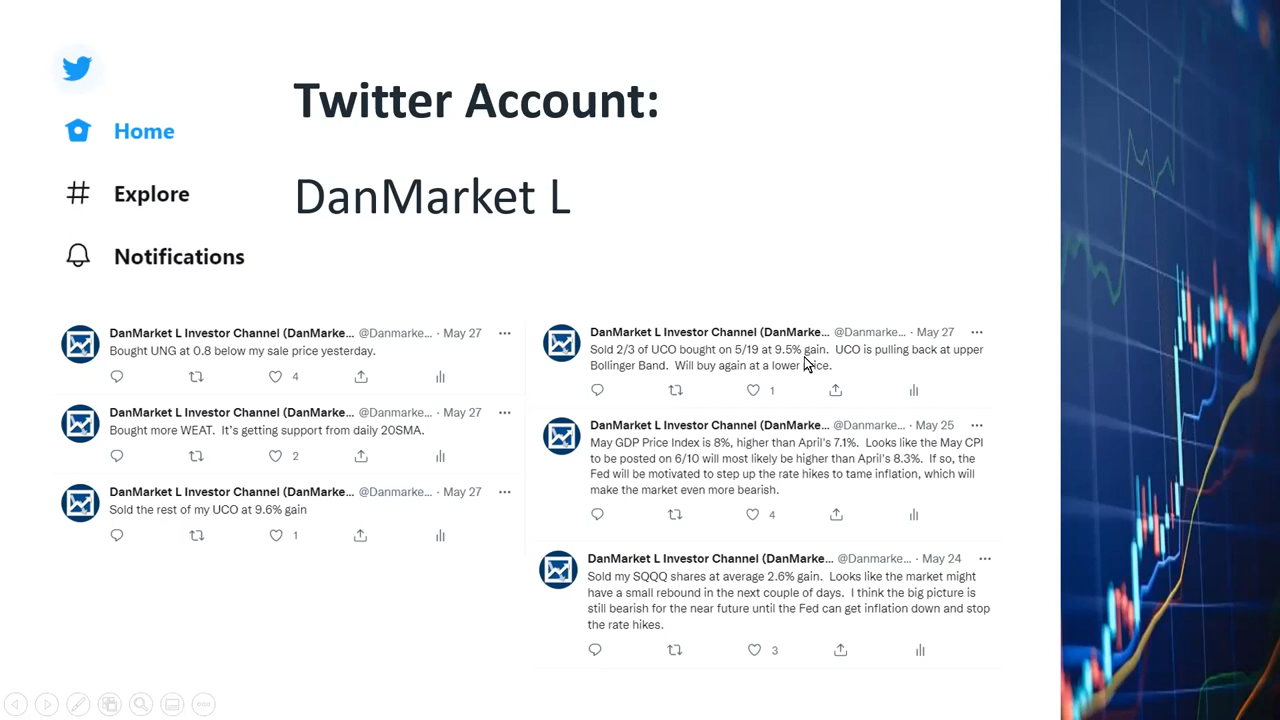 Twitter Account:
DanMarket L
Home
Explore
Notifications
DanMarket L Investor Channel (DanMarke... @Danmarke... · May 27 ...
Bought UNG at 0.8 below my sale price yesterday.
4
DanMarket L Investor Channel (DanMarke... @Danmarke... · May 27 ...
Bought more WEAT. It's getting support from daily 20SMA.
2
DanMarket L Investor Channel (DanMarke... @Danmarke... · May 27 ...
Sold the rest of my UCO at 9.6% gain
1
DanMarket L Investor Channel (DanMarke... @Danmarke... · May 27 ...
Sold 2/3 of UCO bought on 5/19 at 9.5% gain. UCO is pulling back at upper
Bollinger Band. Will buy again at a lower price.
1
DanMarket L Investor Channel (DanMarke... @Danmarke... · May 25 ...
May GDP Price Index is 8%, higher than April's 7.1%. Looks like the May CPI
to be posted on 6/10 will most likely be higher than April's 8.3%. If so, the
Fed will be motivated to step up the rate hikes to tame inflation, which will
make the market even more bearish.
4
DanMarket L Investor Channel (DanMarke... @Danmarke... · May 24 ...
Sold my SQQQ shares at average 2.6% gain. Looks like the market might
have a small rebound in the next couple of days. I think the big picture is
still bearish for the near future until the Fed can get inflation down and stop
the rate hikes.
3